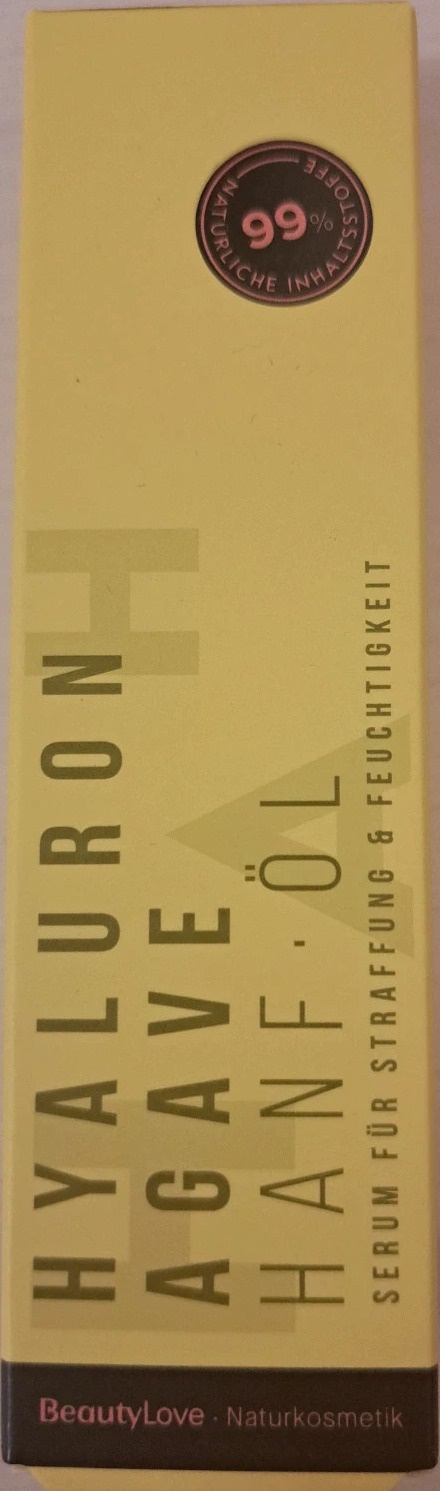 99%
NATÜRLICHE INHALTSSTOFFE
HYALURON
AGAVE
HANF·ÖL
SERUM FÜR STRAFFUNG & FEUCHTIGKEIT
H
A
H
BeautyLove · Naturkosmetik